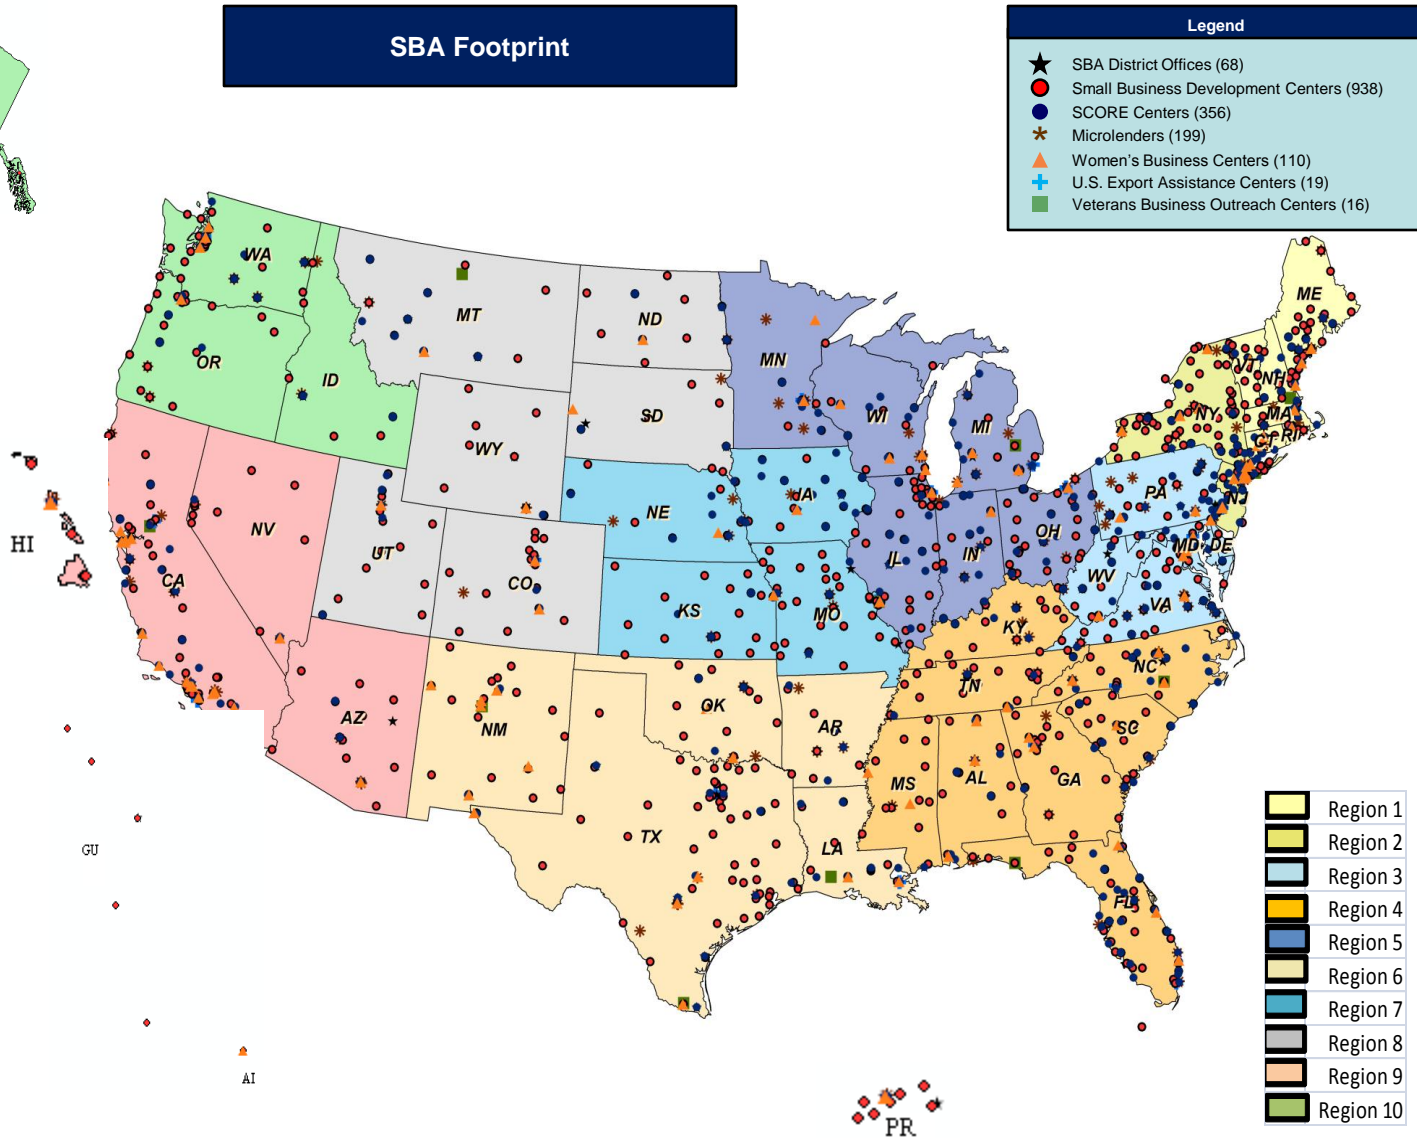 SBA Footprint
Legend
SBA District Offices (68)
Small Business Development Centers (938)
SCORE Centers (356)
Microlenders (199)
Women's Business Centers (110)
U.S. Export Assistance Centers (19)
Veterans Business Outreach Centers (16)
WA
MT
ND
MN
ME
OR
ID
SD
WI
MI
VT
NH
NY
MA
CT
RI
WY
NE
IA
PA
NJ
HI
NV
UT
CO
IL
IN
OH
MD
DE
WV
VA
CA
KS
MO
KY
NC
TN
AZ
NM
OK
AR
SC
MS
AL
GA
TX
LA
FL
GU
AI
PR
Region 1
Region 2
Region 3
Region 4
Region 5
Region 6
Region 7
Region 8
Region 9
Region 10